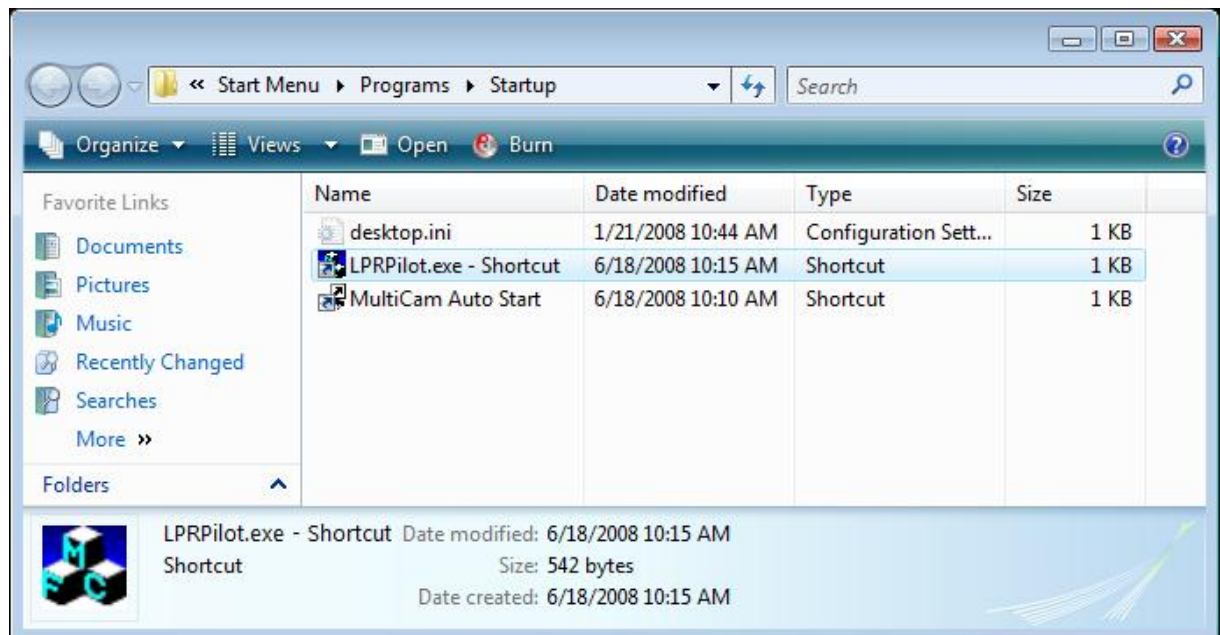 « Start Menu ▸ Programs ▸ Startup Search
Organize Views Open Burn
Favorite Links
Documents
Pictures
Music
Recently Changed
Searches
More »
Folders
Name Date modified Type Size
desktop.ini 1/21/2008 10:44 AM Configuration Sett... 1 KB
LPRPilot.exe - Shortcut 6/18/2008 10:15 AM Shortcut 1 KB
MultiCam Auto Start 6/18/2008 10:10 AM Shortcut 1 KB
MFC
LPRPilot.exe - Shortcut Date modified: 6/18/2008 10:15 AM
Shortcut Size: 542 bytes
Date created: 6/18/2008 10:15 AM